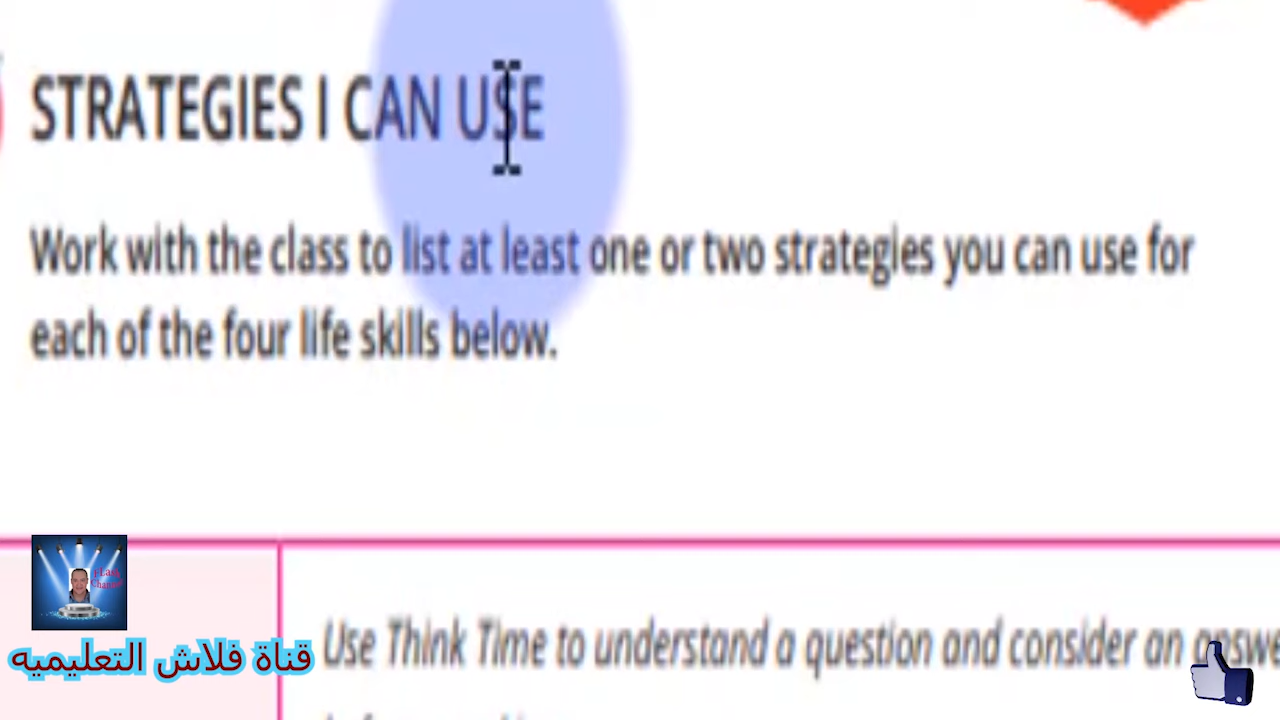 STRATEGIES I CAN USE
Work with the class to list at least one or two strategies you can use for
each of the four life skills below.
Use Think Time to understand a question and consider an
قناة فلاش التعليميه